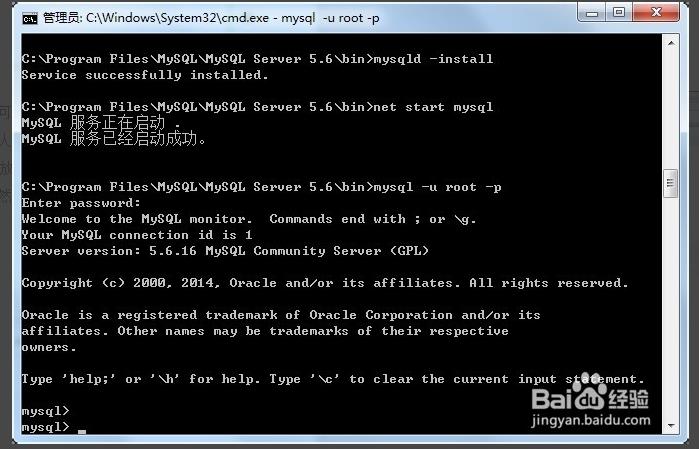 管理员: C:\Windows\System32\cmd.exe - mysql -u root -p
C:\Program Files\MySQL\MySQL Server 5.6\bin>mysqld -install
Service successfully installed.
C:\Program Files\MySQL\MySQL Server 5.6\bin>net start mysql
MySQL 服务正在启动 .
MySQL 服务已经启动成功。
C:\Program Files\MySQL\MySQL Server 5.6\bin>mysql -u root -p
Enter password:
Welcome to the MySQL monitor.  Commands end with ; or \g.
Your MySQL connection id is 1
Server version: 5.6.16 MySQL Community Server (GPL)
Copyright (c) 2000, 2014, Oracle and/or its affiliates. All rights reserved.
Oracle is a registered trademark of Oracle Corporation and/or its
affiliates. Other names may be trademarks of their respective
owners.
Type 'help;' or '\h' for help. Type '\c' to clear the current input statement.
mysql>
mysql> _
Baidu 经验
jingyan.baidu.com